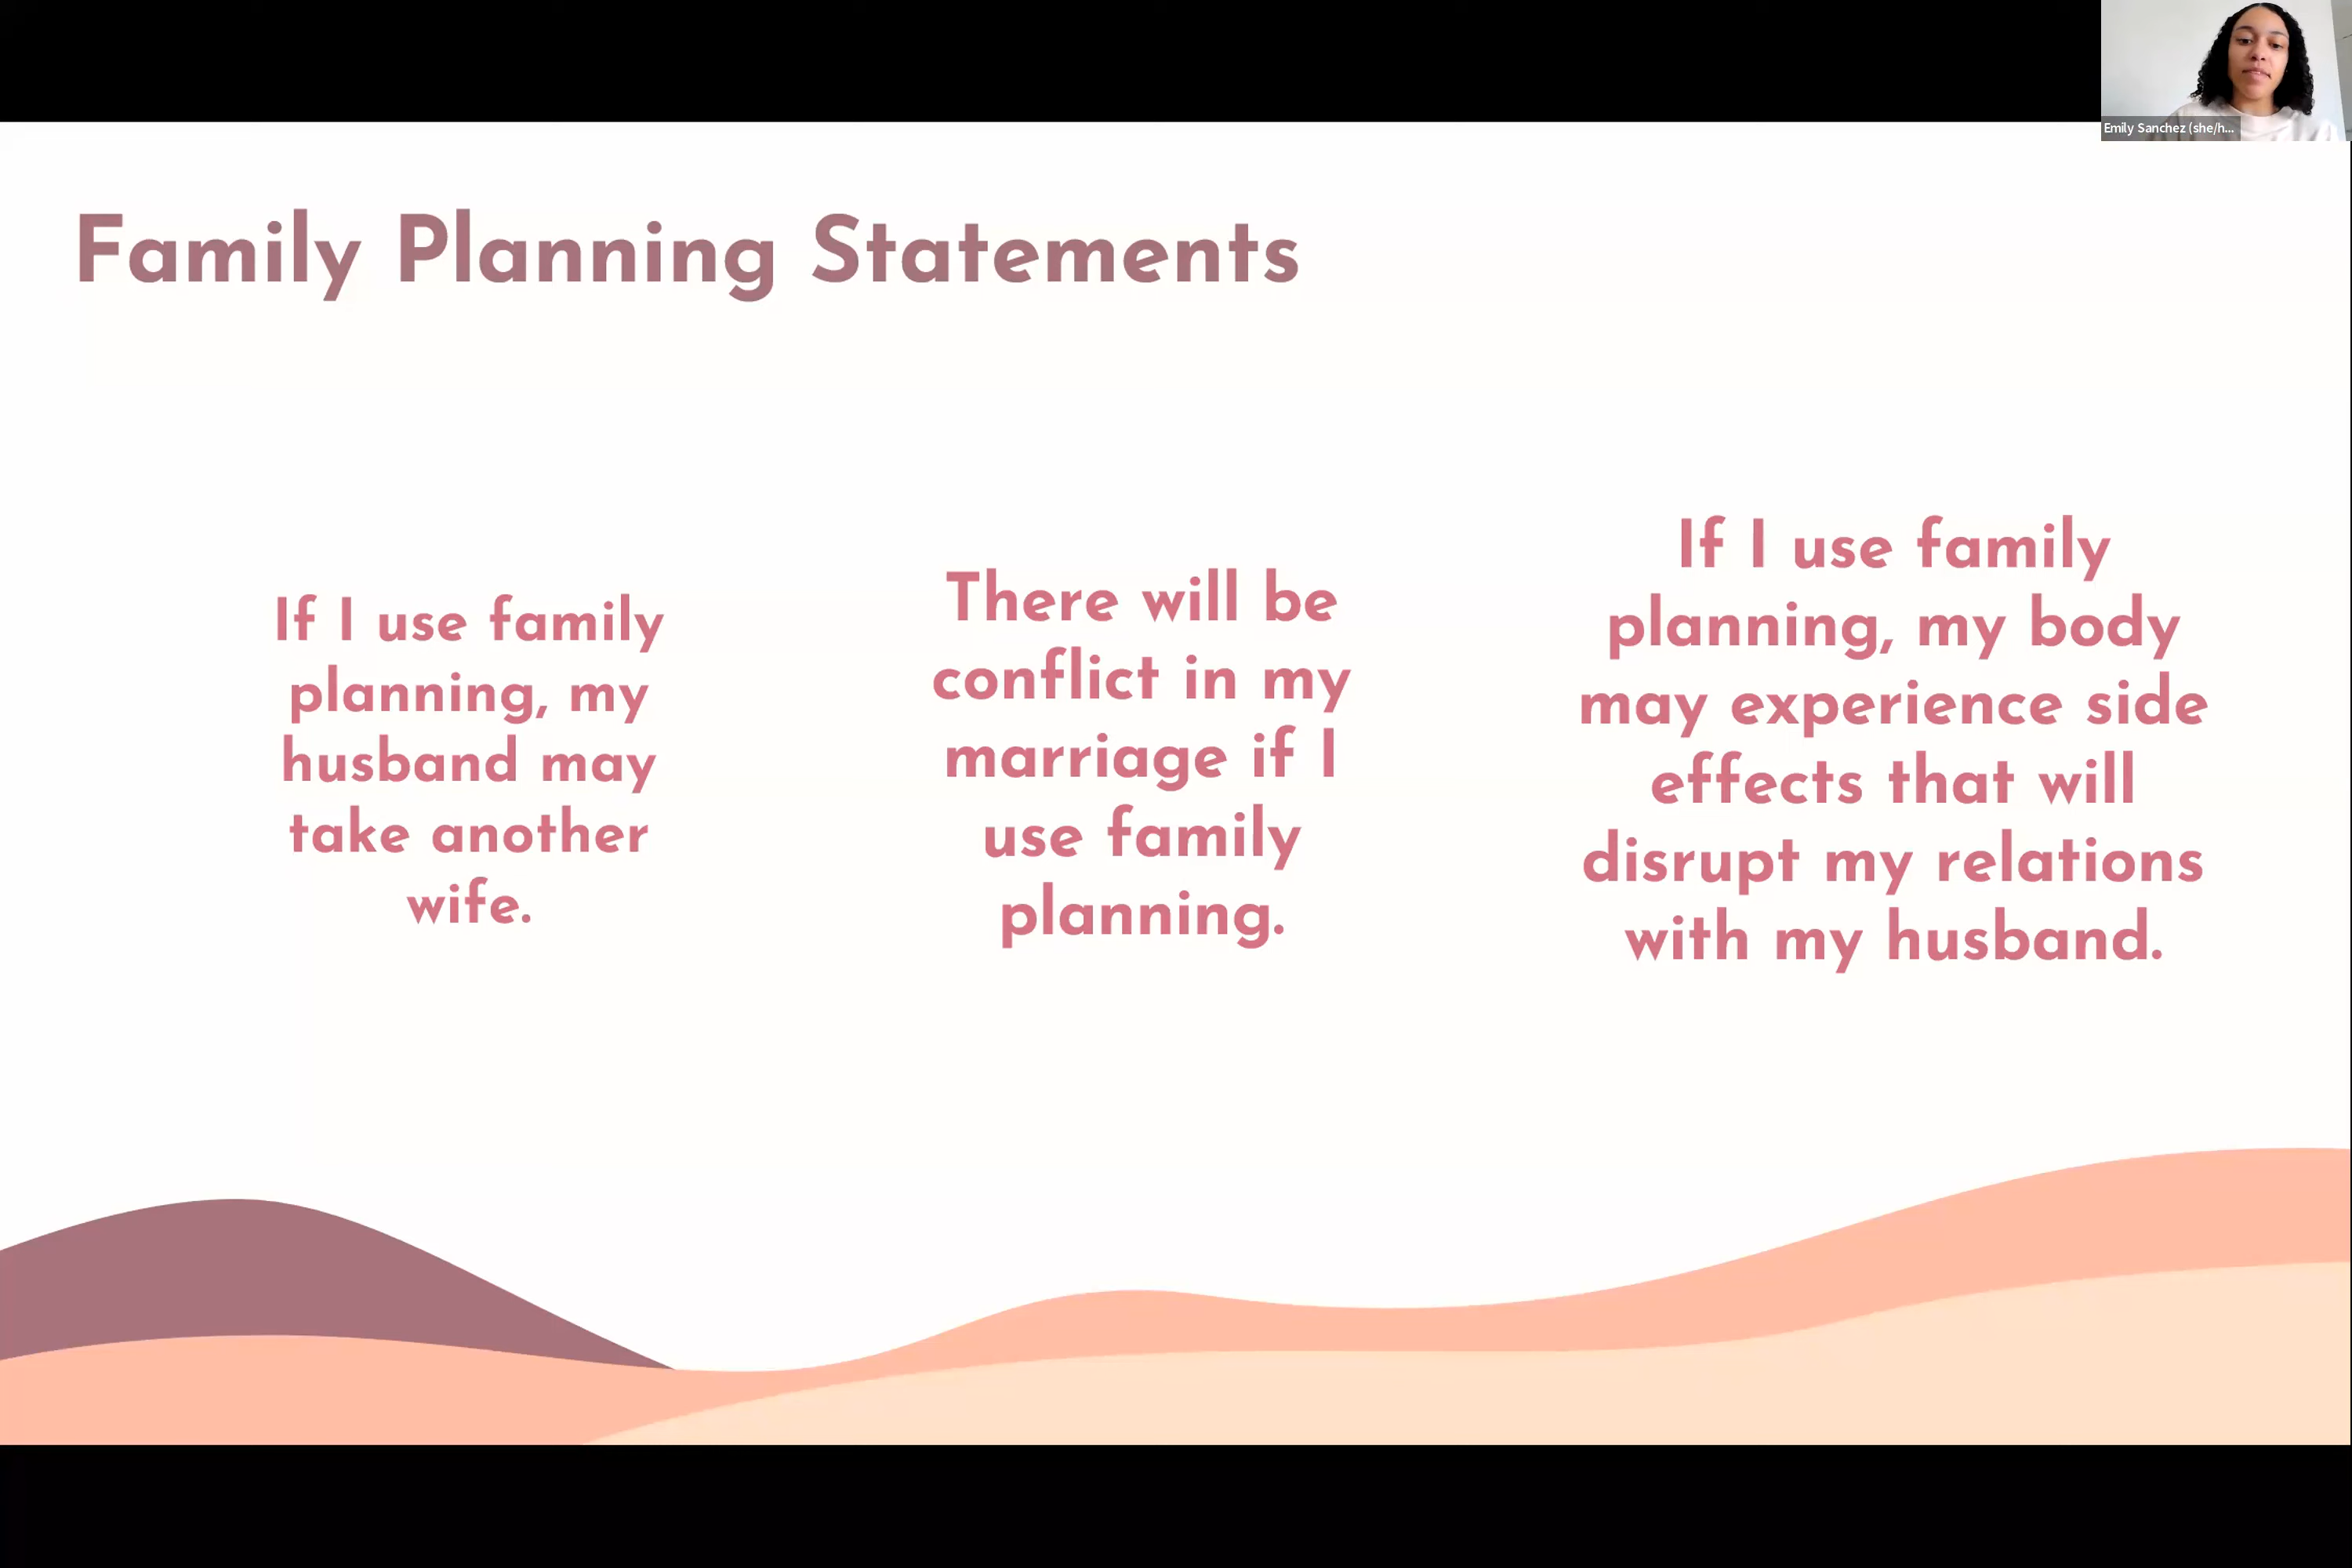 Emily Sanchez (she/h...
Family Planning Statements
If I use family
planning, my
husband may
take another
wife.
There will be
conflict in my
marriage if I
use family
planning.
If I use family
planning, my body
may experience side
effects that will
disrupt my relations
with my husband.